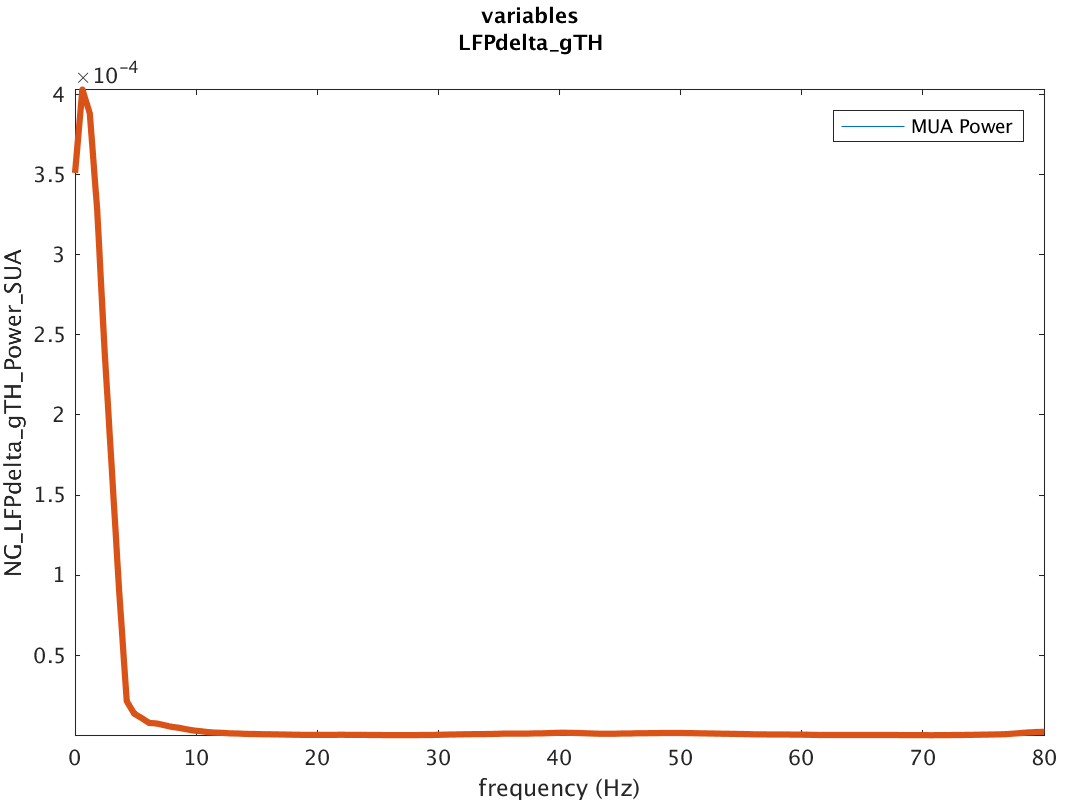 variables
LFPdelta_gTH
×10⁻⁴
4
3.5
3
2.5
2
1.5
1
0.5
NG_LFPdelta_gTH_Power_SUA
MUA Power
0 10 20 30 40 50 60 70 80
frequency (Hz)